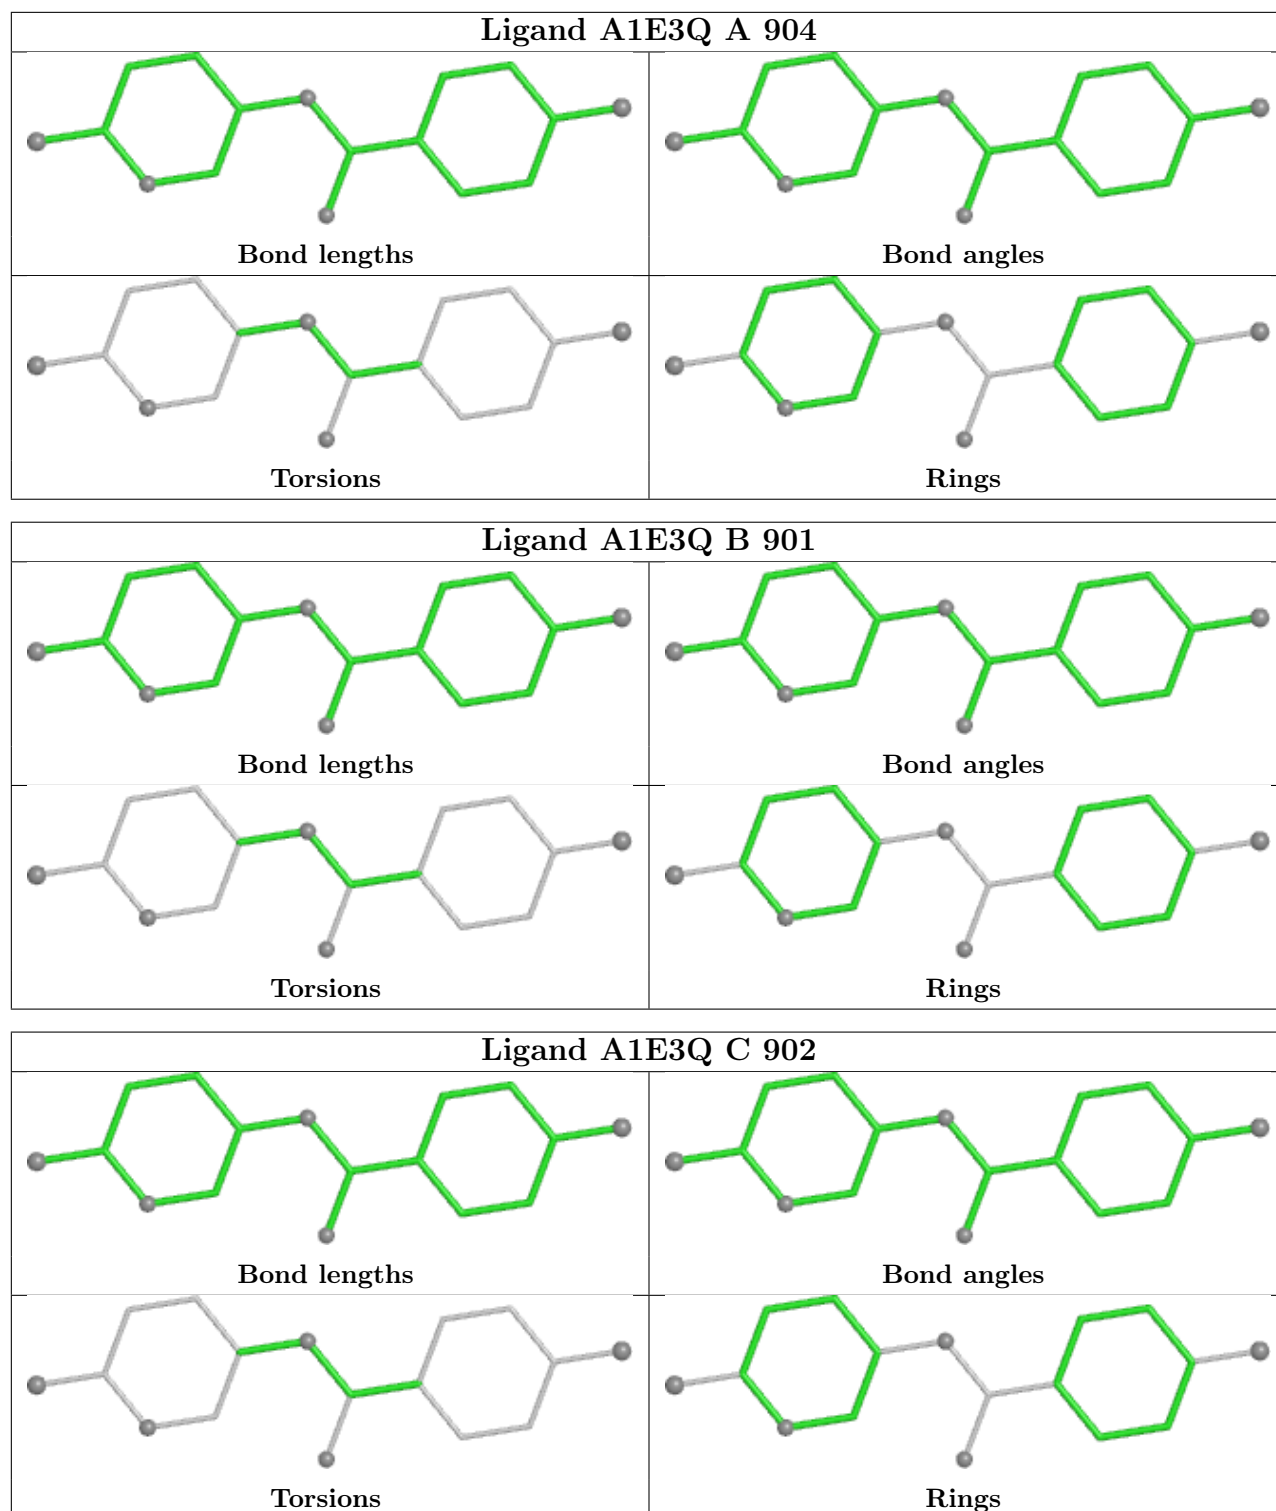 Ligand A1E3Q A 904
Bond lengths
Bond angles
Torsions
Rings
Ligand A1E3Q B 901
Bond lengths
Bond angles
Torsions
Rings
Ligand A1E3Q C 902
Bond lengths
Bond angles
Torsions
Rings